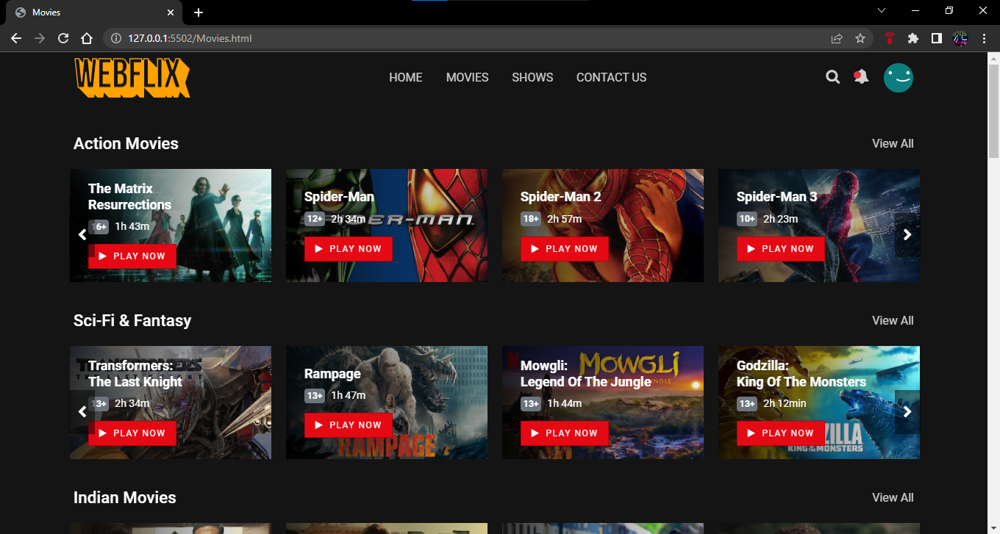 Movies
127.0.0.1:5502/Movies.html
WEBFLIX
HOME MOVIES SHOWS CONTACT US
Action Movies
View All
The Matrix
Resurrections
6+ 1h 43m
PLAY NOW
Spider-Man
12+ 2h 34m
ER-MAN
PLAY NOW
Spider-Man 2
18+ 2h 57m
PLAY NOW
Spider-Man 3
10+ 2h 23m
PLAY NOW
Sci-Fi & Fantasy
View All
Transformers:
The Last Knight
13+ 2h 34m
PLAY NOW
Rampage
13+ 1h 47m
PLAY NOW
RAMPAGE
MOWGLI
Mowgli:
Legend Of The Jungle
13+ 1h 44m
PLAY NOW
Godzilla:
King Of The Monsters
13+ 2h 12min
PLAY NOW
ZILLA
KING OF THE MONSTERS
Indian Movies
View All